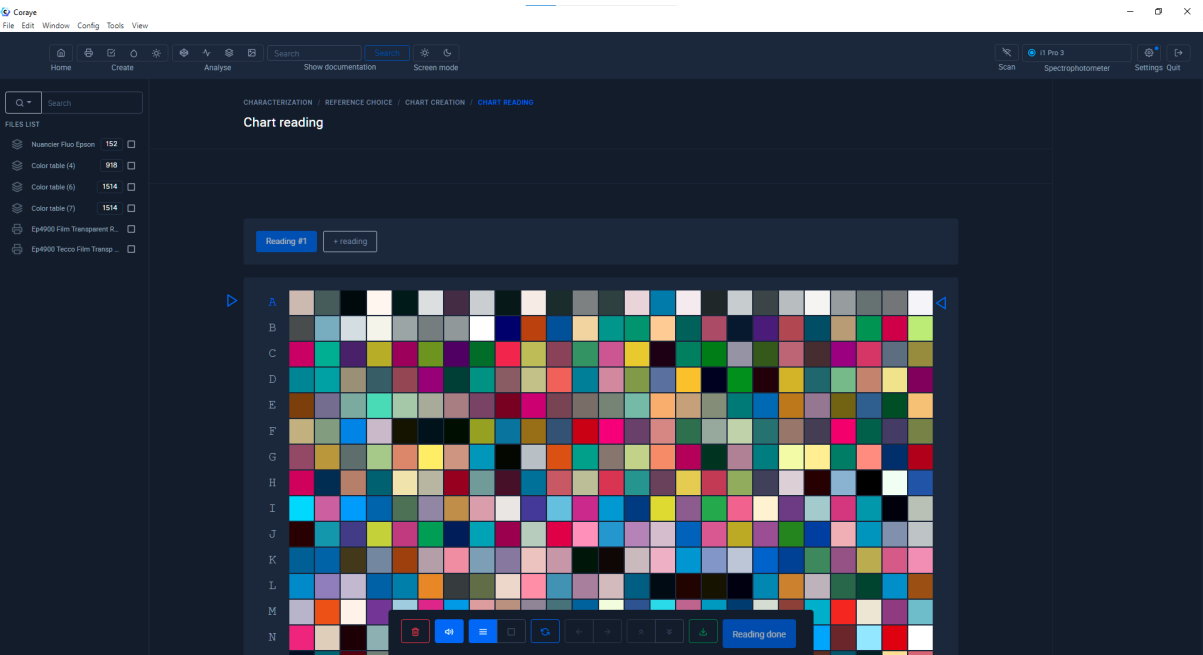 Coraye
File Edit Window Config Tools View
Search Search i1 Pro 3
Home Create Analyse Show documentation Screen mode Scan Spectrophotometer Settings Quit
Search
FILES LIST
Nuancier Fluo Epson 152
Color table (4) 918
Color table (6) 1514
Color table (7) 1514
Ep4900 Film Transparent R...
Ep4900 Tecco Film Transp ...
CHARACTERIZATION / REFERENCE CHOICE / CHART CREATION / CHART READING
Chart reading
Reading #1 + reading
A
B
C
D
E
F
G
H
I
J
K
L
M
N
Reading done